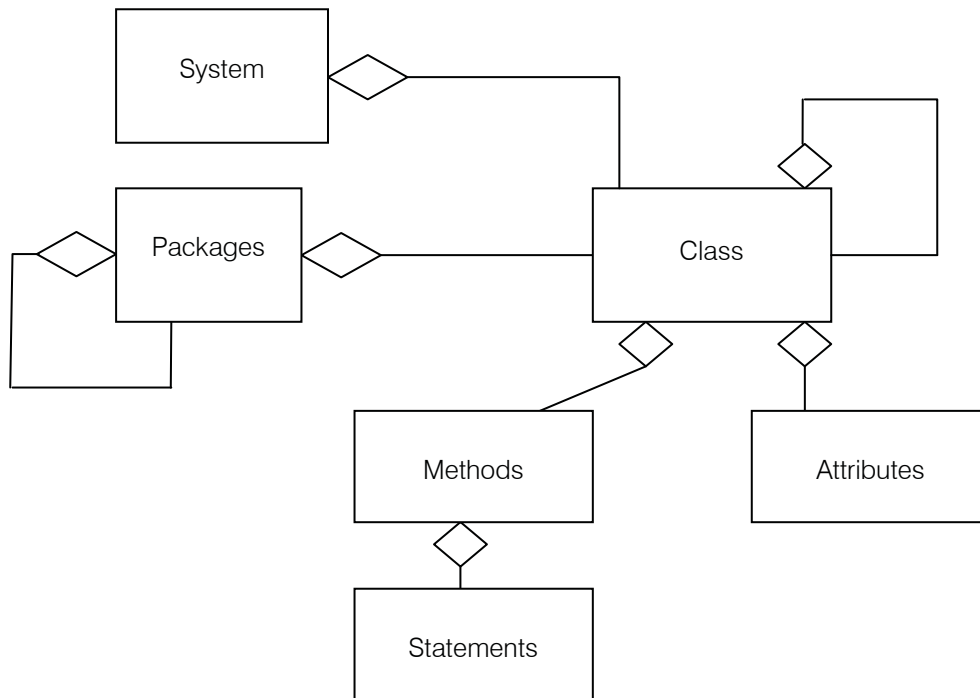 System
Packages
Class
Methods
Attributes
Statements